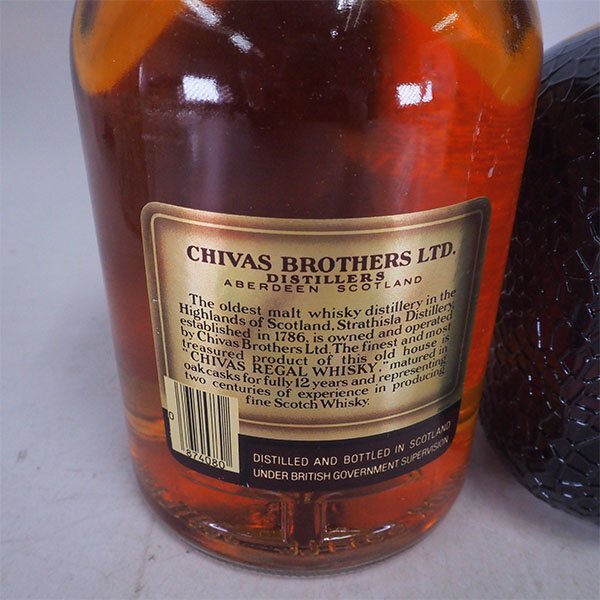 CHIVAS BROTHERS LTD.
DISTILLERS
ABERDEEN SCOTLAND
The oldest malt whisky distillery in the
Highlands of Scotland, Strathisla Distillery,
established in 1786, is owned and operated
by Chivas Brothers Ltd. The finest and most
treasured product of this old house is
"CHIVAS REGAL WHISKY," matured in
oak casks for fully 12 years and representing
two centuries of experience in producing
fine Scotch Whisky.
0
874080
DISTILLED AND BOTTLED IN SCOTLAND
UNDER BRITISH GOVERNMENT SUPERVISION